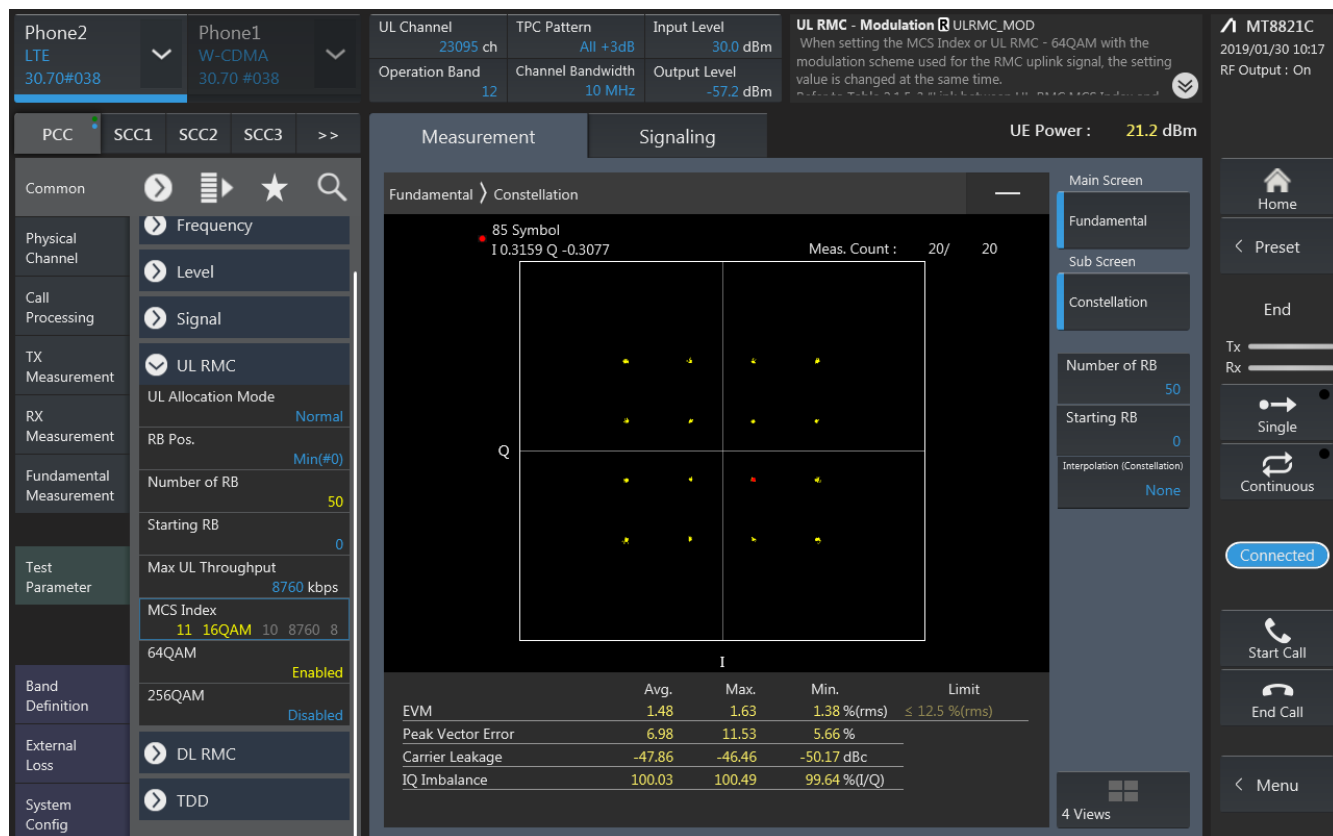 Phone2
LTE
30.70#038
Phone1
W-CDMA
30.70 #038
UL Channel
23095 ch
TPC Pattern
All +3dB
Input Level
30.0 dBm
Operation Band
12
Channel Bandwidth
10 MHz
Output Level
-57.2 dBm
UL RMC - Modulation R ULRMC_MOD
When setting the MCS Index or UL RMC - 64QAM with the
modulation scheme used for the RMC uplink signal, the setting
value is changed at the same time.
MT8821C
2019/01/30 10:17
RF Output : On
PCC SCC1 SCC2 SCC3 >>
Measurement
Signaling
UE Power : 21.2 dBm
Common
Physical
Channel
Call
Processing
TX
Measurement
RX
Measurement
Fundamental
Measurement
Test
Parameter
Band
Definition
External
Loss
System
Config
Frequency
Level
Signal
UL RMC
UL Allocation Mode
Normal
RB Pos.
Min(#0)
Number of RB
50
Starting RB
0
Max UL Throughput
8760 kbps
MCS Index
11 16QAM 10 8760 8
64QAM
Enabled
256QAM
Disabled
DL RMC
TDD
Fundamental 〉 Constellation
85 Symbol
I 0.3159 Q -0.3077
Meas. Count : 20/ 20
Q
I
Avg. Max. Min. Limit
EVM 1.48 1.63 1.38 %(rms) ≤ 12.5 %(rms)
Peak Vector Error 6.98 11.53 5.66 %
Carrier Leakage -47.86 -46.46 -50.17 dBc
IQ Imbalance 100.03 100.49 99.64 %(I/Q)
Main Screen
Fundamental
Sub Screen
Constellation
Number of RB
50
Starting RB
0
Interpolation (Constellation)
None
4 Views
Home
< Preset
End
Tx
Rx
Single
Continuous
Connected
Start Call
End Call
< Menu